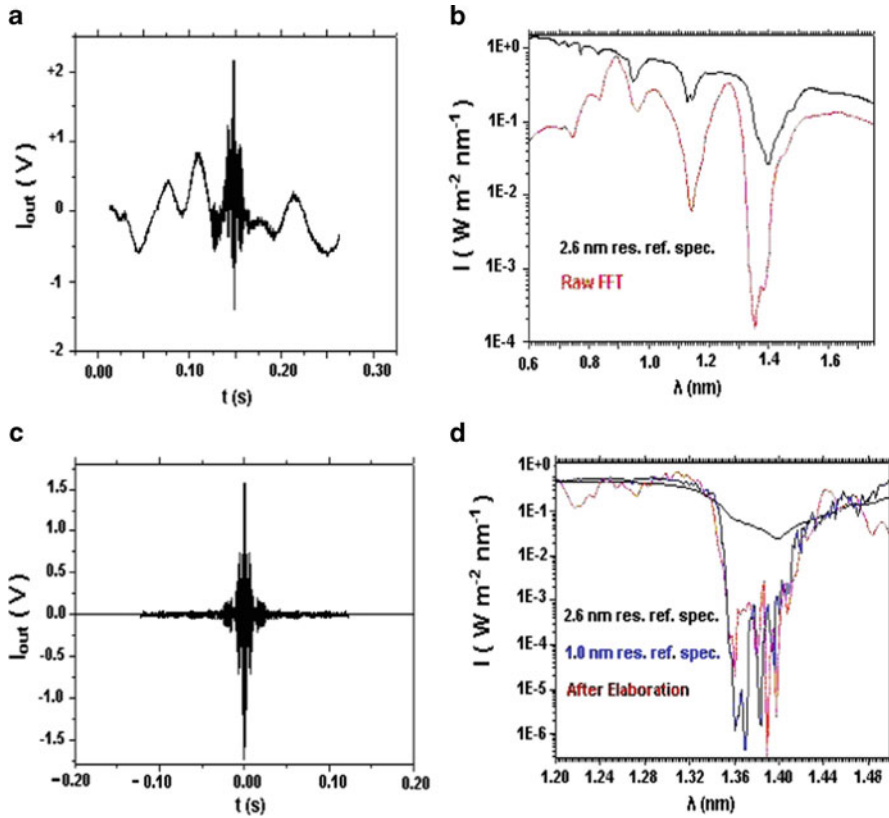 a
+2
+1
0
-1
-2
I_out ( V )
0.00 0.10 0.20 0.30
t (s)
b
1E+0
1E-1
1E-2
1E-3
1E-4
I ( W m⁻² nm⁻¹ )
2.6 nm res. ref. spec.
Raw FFT
0.6 0.8 1.0 1.2 1.4 1.6
λ (nm)
c
1.5
1.0
0.5
0.0
-0.5
-1.0
-1.5
I_out ( V )
−0.20 −0.10 0.00 0.10 0.20
t (s)
d
1E+0
1E-1
1E-2
1E-3
1E-4
1E-5
1E-6
I ( W m⁻² nm⁻¹ )
2.6 nm res. ref. spec.
1.0 nm res. ref. spec.
After Elaboration
1.20 1.24 1.28 1.32 1.36 1.40 1.44 1.48
λ (nm)